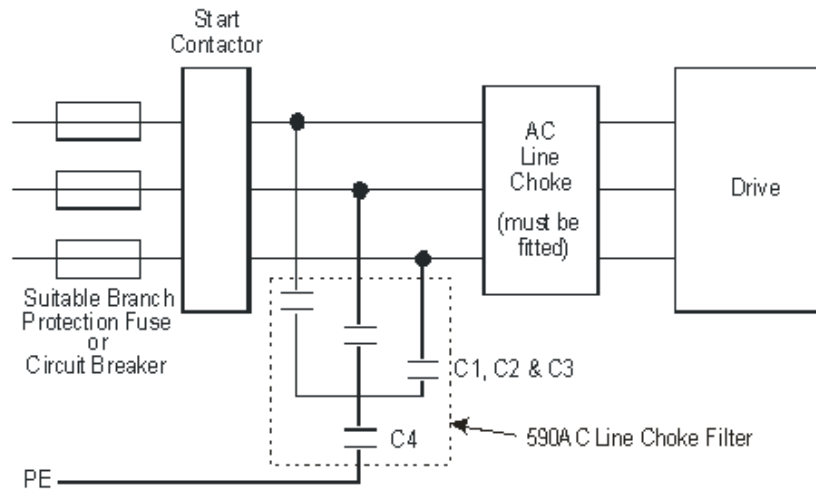 Start
Contactor
AC
Line
Choke
(must be
fitted)
Drive
Suitable Branch
Protection Fuse
or
Circuit Breaker
C1, C2 & C3
C4
590AC Line Choke Filter
PE